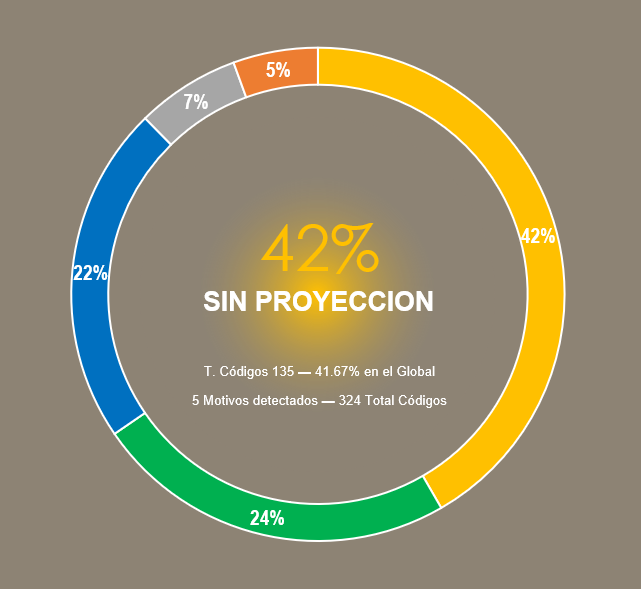 5%
7%
42%
42%
SIN PROYECCION
22%
T. Códigos 135 — 41.67% en el Global
5 Motivos detectados — 324 Total Códigos
24%